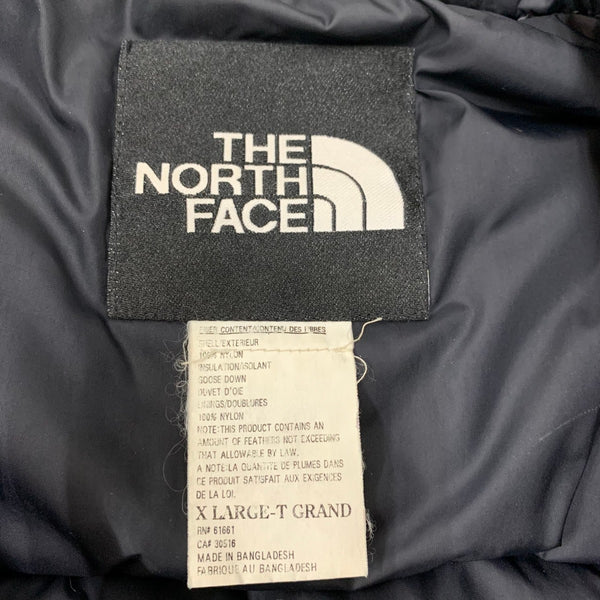 THE
NORTH
FACE
FIBER CONTENT/CONTENU DES FIBRES
SHELL/EXTERIEUR
100% NYLON
INSULATION/ISOLANT
GOOSE DOWN
DUVET D'OIE
LININGS/DOUBLURES
100% NYLON
NOTE:THIS PRODUCT CONTAINS AN
AMOUNT OF FEATHERS NOT EXCEEDING
THAT ALLOWABLE BY LAW.
A NOTE:LA QUANTITE DE PLUMES DANS
CE PRODUIT SATISFAIT AUX EXIGENCES
DE LA LOI.
X LARGE-T GRAND
RN# 61661
CA# 30516
MADE IN BANGLADESH
FABRIQUE AU BANGLADESH